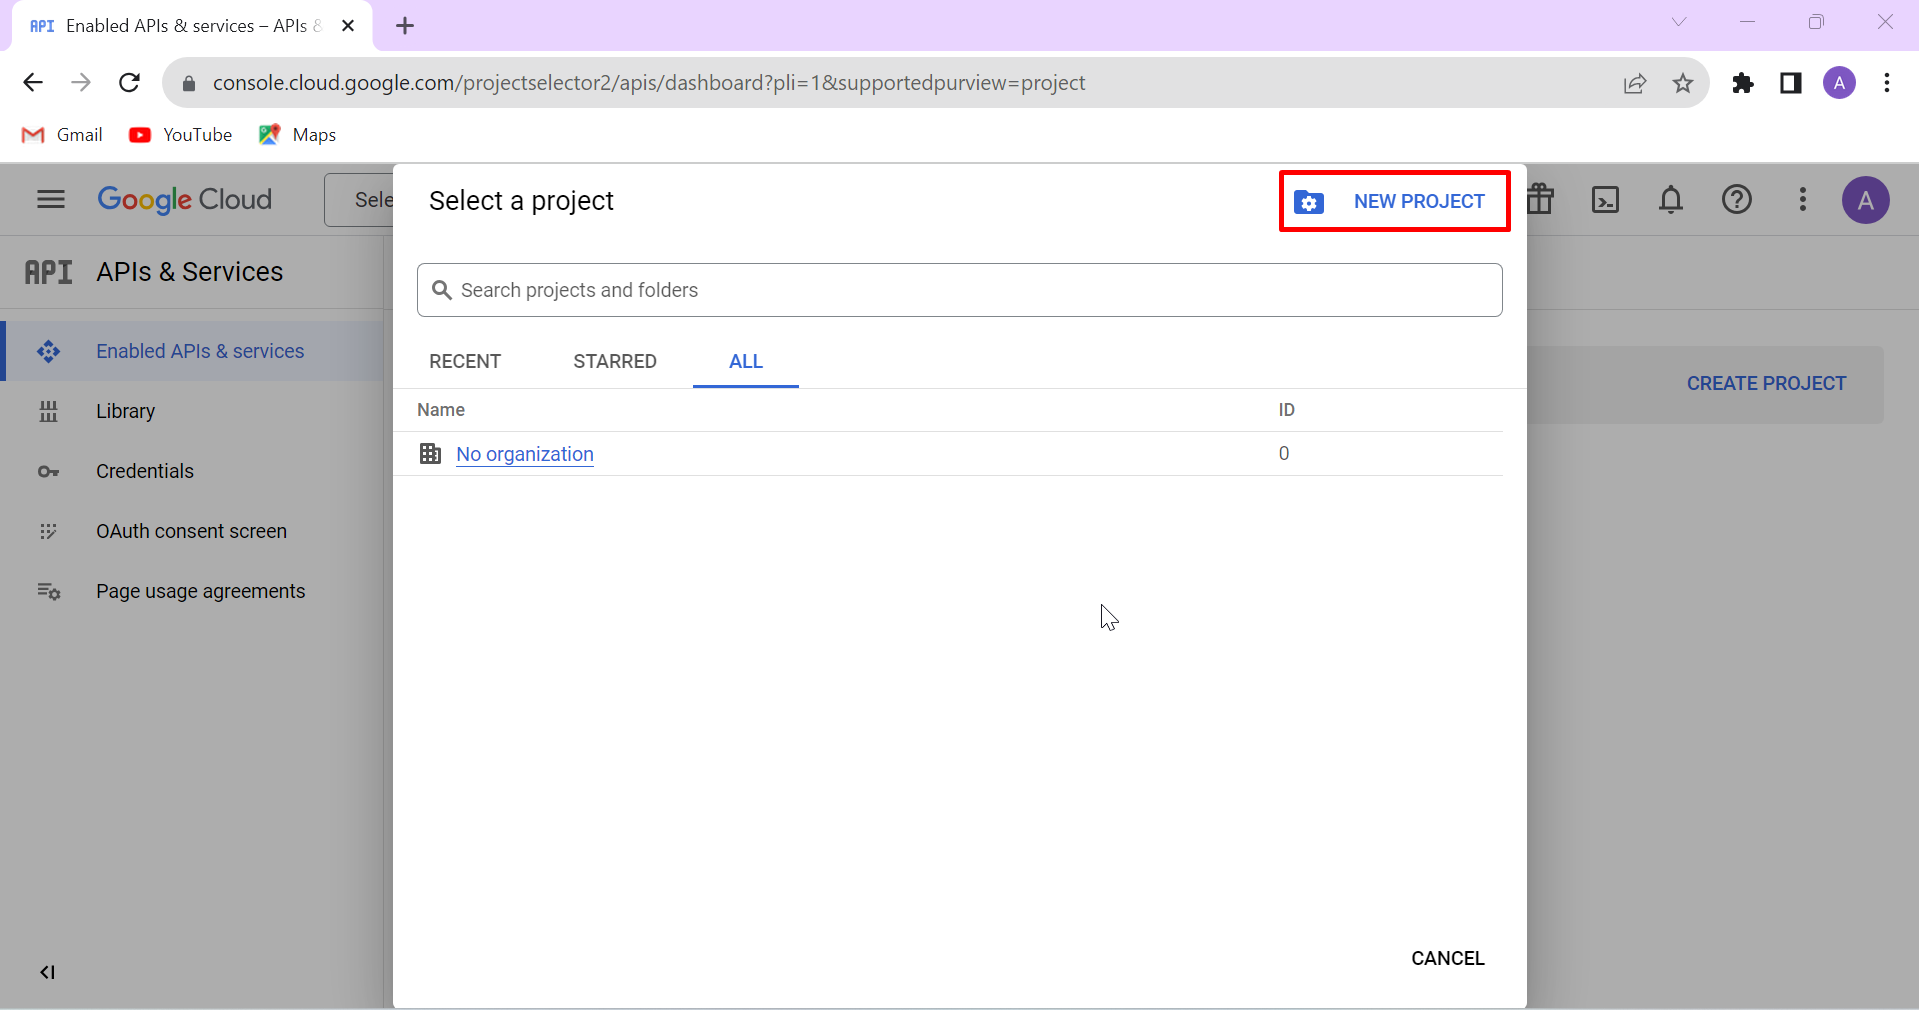 API Enabled APIs & services – APIs &
console.cloud.google.com/projectselector2/apis/dashboard?pli=1&supportedpurview=project
A
Gmail YouTube Maps
Google Cloud
Sele
Select a project
NEW PROJECT
A
API APIs & Services
Search projects and folders
Enabled APIs & services
RECENT STARRED ALL
CREATE PROJECT
Library
Name ID
No organization 0
Credentials
OAuth consent screen
Page usage agreements
CANCEL